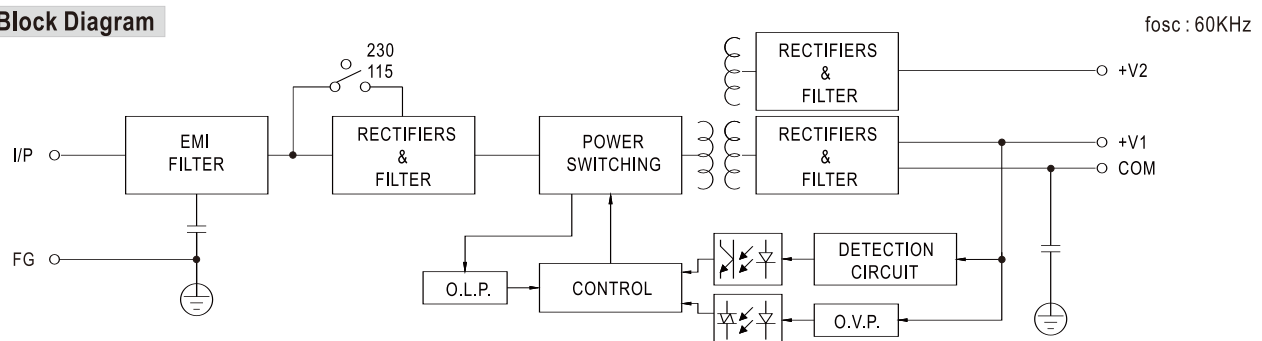 Block Diagram
fosc : 60KHz
230
115
I/P
EMI
FILTER
RECTIFIERS
&
FILTER
POWER
SWITCHING
RECTIFIERS
&
FILTER
+V2
RECTIFIERS
&
FILTER
+V1
COM
FG
O.L.P.
CONTROL
DETECTION
CIRCUIT
O.V.P.